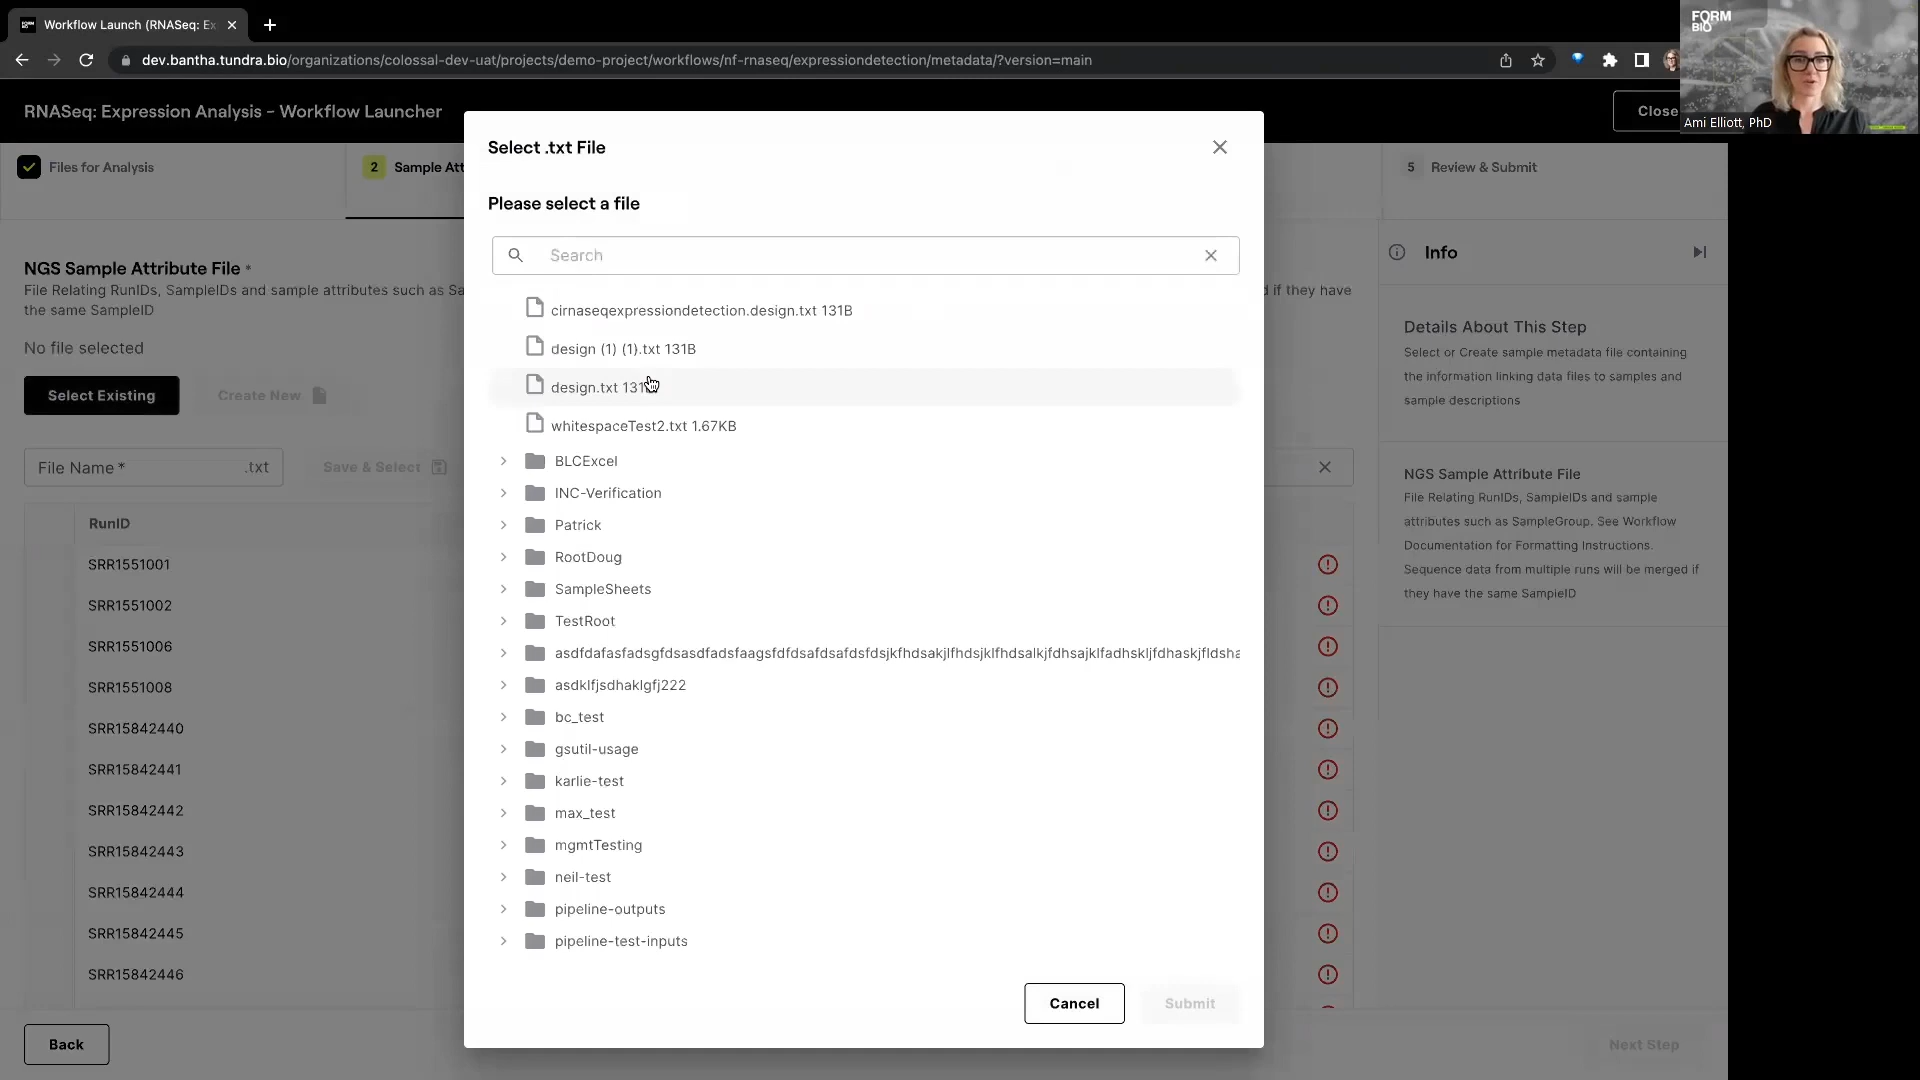 Workflow Launch (RNASeq: Ex
dev.bantha.tundra.bio/organizations/colossal-dev-uat/projects/demo-project/workflows/nf-rnaseq/expressiondetection/metadata/?version=main
FORM
BIO
Ami Elliott, PhD
RNASeq: Expression Analysis - Workflow Launcher
Close
Files for Analysis
2 Sample Att
5 Review & Submit
NGS Sample Attribute File *
File Relating RunIDs, SampleIDs and sample attributes such as Sa
d if they have
the same SampleID
No file selected
Select Existing
Create New
File Name * .txt
Save & Select
RunID
SRR1551001
SRR1551002
SRR1551006
SRR1551008
SRR15842440
SRR15842441
SRR15842442
SRR15842443
SRR15842444
SRR15842445
SRR15842446
Back
Select .txt File
Please select a file
Search
cirnaseqexpressiondetection.design.txt 131B
design (1) (1).txt 131B
design.txt 131
whitespaceTest2.txt 1.67KB
BLCExcel
INC-Verification
Patrick
RootDoug
SampleSheets
TestRoot
asdfdafasfadsgfdsasdfadsfaagsfdfdsafdsafdsfdsjkfhdsakjlfhdsjklfhdsalkjfdhsajklfadhskljfdhaskjfldsha
asdklfjsdhaklgfj222
bc_test
gsutil-usage
karlie-test
max_test
mgmtTesting
neil-test
pipeline-outputs
pipeline-test-inputs
Cancel
Submit
Info
Details About This Step
Select or Create sample metadata file containing
the information linking data files to samples and
sample descriptions
NGS Sample Attribute File
File Relating RunIDs, SampleIDs and sample
attributes such as SampleGroup. See Workflow
Documentation for Formatting Instructions.
Sequence data from multiple runs will be merged if
they have the same SampleID
Next Step